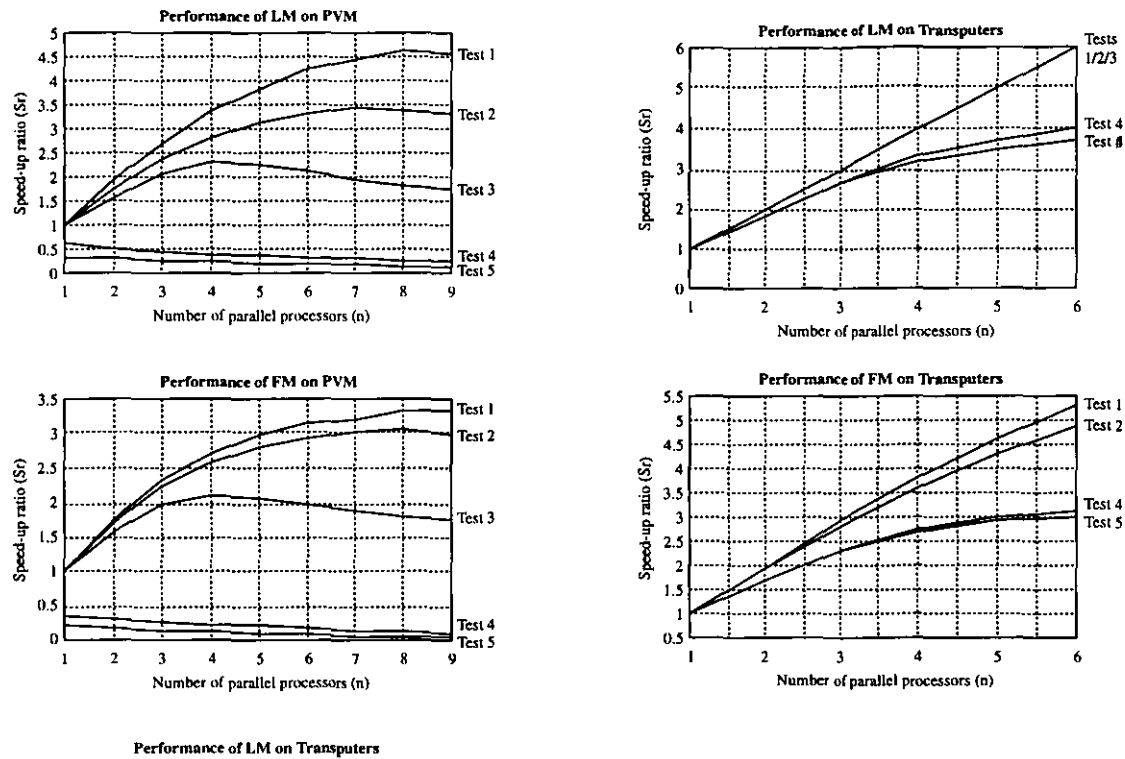 Performance of LM on PVM
Speed-up ratio (Sr)
5
4.5
4
3.5
3
2.5
2
1.5
1
0.5
0
1 2 3 4 5 6 7 8 9
Number of parallel processors (n)
Test 1
Test 2
Test 3
Test 4
Test 5
Performance of LM on Transputers
Speed-up ratio (Sr)
6
5
4
3
2
1
0
1 2 3 4 5 6
Number of parallel processors (n)
Tests
1/2/3
Test 4
Test
Performance of FM on PVM
Speed-up ratio (Sr)
3.5
3
2.5
2
1.5
1
0.5
0
1 2 3 4 5 6 7 8 9
Number of parallel processors (n)
Test 1
Test 2
Test 3
Test 4
Test 5
Performance of FM on Transputers
Speed-up ratio (Sr)
5.5
5
4.5
4
3.5
3
2.5
2
1.5
1
0.5
1 2 3 4 5 6
Number of parallel processors (n)
Test 1
Test 2
Test 4
Test 5
Performance of LM on Transputers